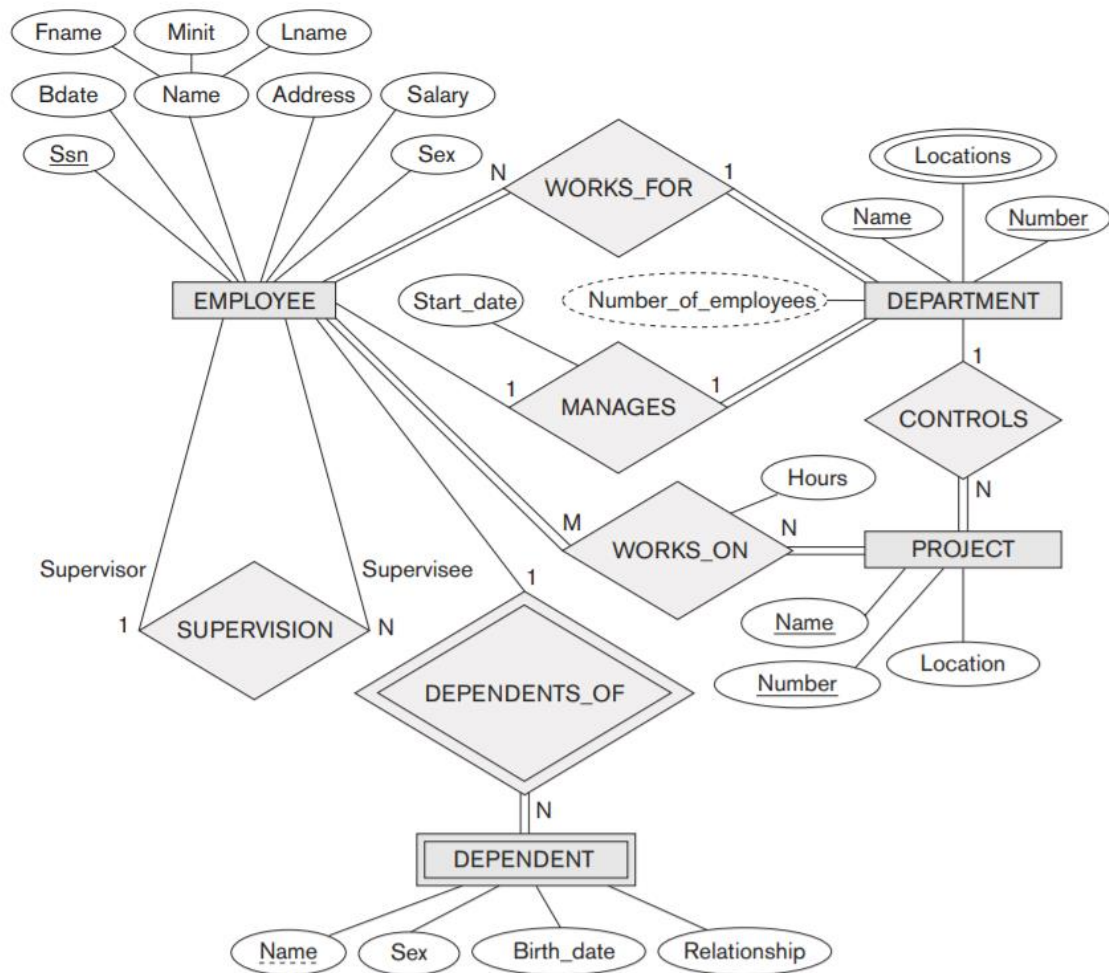 Fname
Minit
Lname
Bdate
Name
Address
Salary
Ssn
Sex
N
WORKS_FOR
1
Locations
Name
Number
EMPLOYEE
Start_date
Number_of_employees
DEPARTMENT
1
MANAGES
1
1
CONTROLS
N
Hours
M
WORKS_ON
N
PROJECT
Supervisor
Supervisee
1
SUPERVISION
N
1
Name
Number
Location
DEPENDENTS_OF
N
DEPENDENT
Name
Sex
Birth_date
Relationship